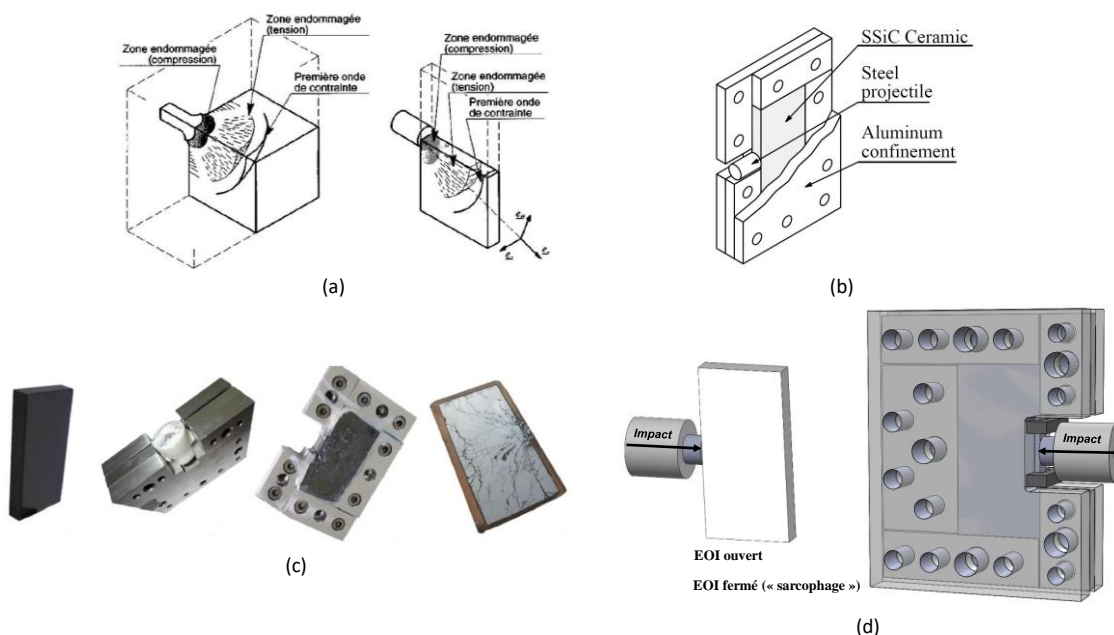 Zone endommagée
(tension)
Zone endommagée
(compression)
Première onde
de contrainte
Zone endommagée
(compression)
Zone endommagée
(tension)
Première onde
de contrainte
(a)
SSiC Ceramic
Steel
projectile
Aluminum
confinement
(b)
(c)
Impact
Impact
EOI ouvert
EOI fermé (« sarcophage »)
(d)